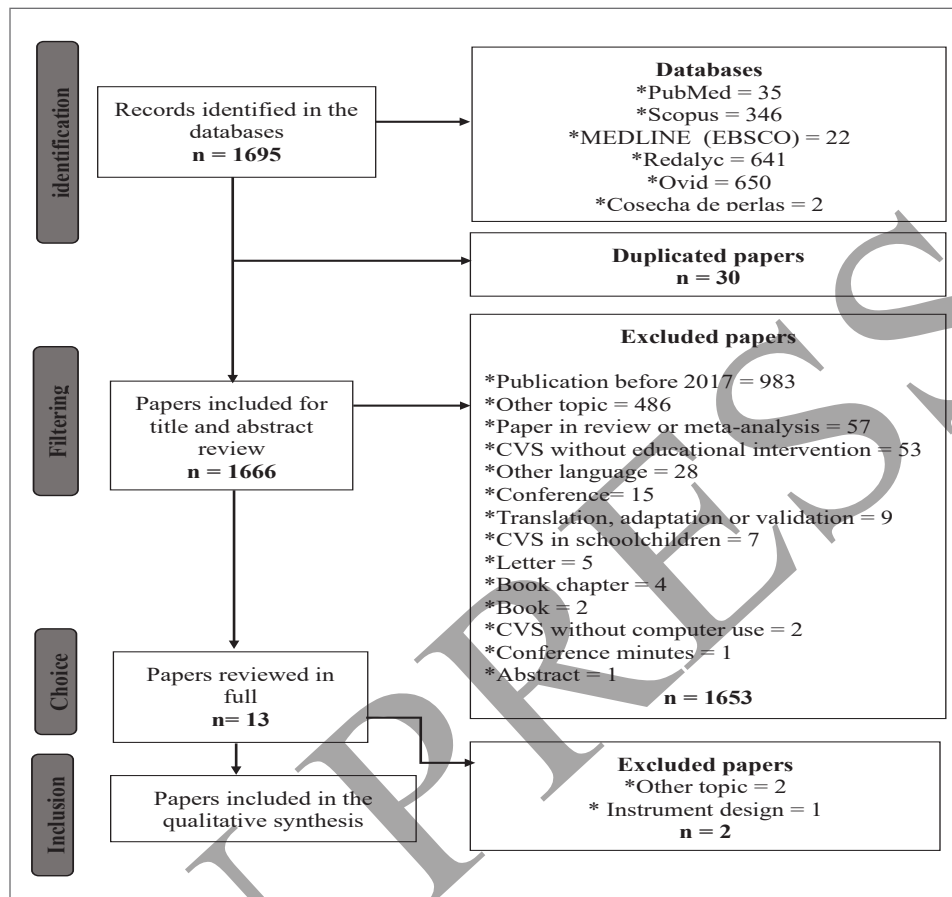 identification
Records identified in the
databases
n = 1695
Databases
*PubMed = 35
*Scopus = 346
*MEDLINE (EBSCO) = 22
*Redalyc = 641
*Ovid = 650
*Cosecha de perlas = 2
Duplicated papers
n = 30
Filtering
Papers included for
title and abstract
review
n = 1666
Excluded papers
*Publication before 2017 = 983
*Other topic = 486
*Paper in review or meta-analysis = 57
*CVS without educational intervention = 53
*Other language = 28
*Conference= 15
*Translation, adaptation or validation = 9
*CVS in schoolchildren = 7
*Letter = 5
*Book chapter = 4
*Book = 2
*CVS without computer use = 2
*Conference minutes = 1
*Abstract = 1
n = 1653
Choice
Papers reviewed in
full
n= 13
Excluded papers
*Other topic = 2
* Instrument design = 1
n = 2
Inclusion
Papers included in the
qualitative synthesis
PRESS